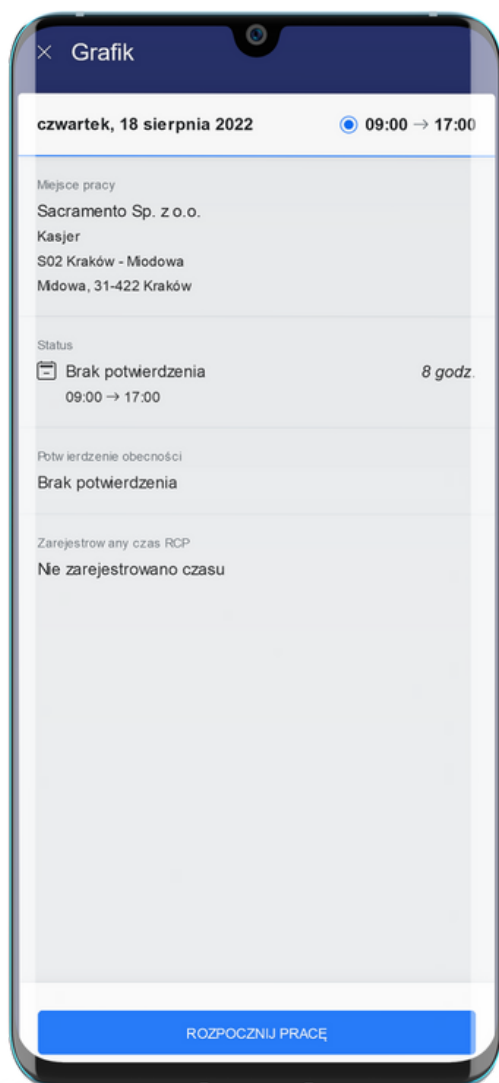 Grafik
czwartek, 18 sierpnia 2022 09:00 → 17:00
Miejsce pracy
Sacramento Sp. z o.o.
Kasjer
S02 Kraków - Miodowa
Midowa, 31-422 Kraków
Status
Brak potwierdzenia 8 godz.
09:00 → 17:00
Potwierdzenie obecności
Brak potwierdzenia
Zarejestrowany czas RCP
Nie zarejestrowano czasu
ROZPOCZNIJ PRACĘ